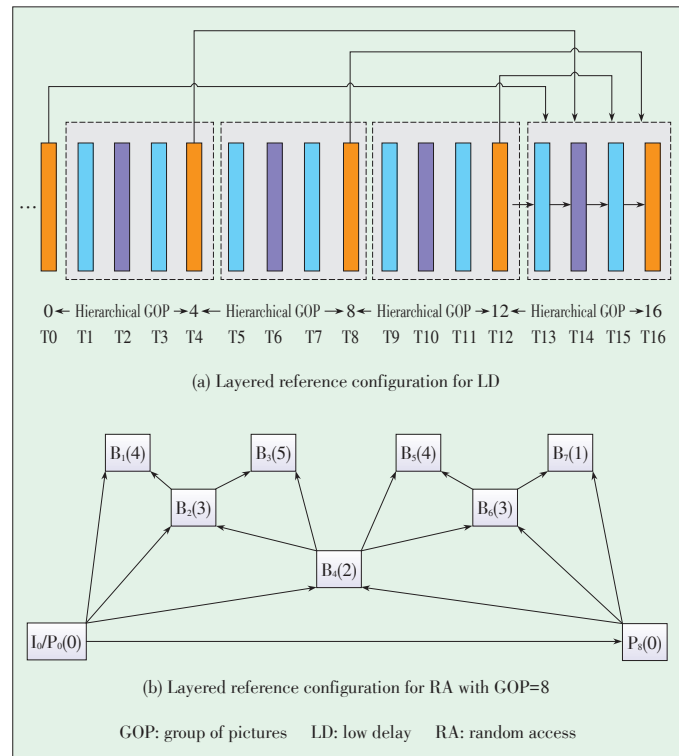 ...
0 Hierarchical GOP 4 Hierarchical GOP 8 Hierarchical GOP 12 Hierarchical GOP 16
T0 T1 T2 T3 T4 T5 T6 T7 T8 T9 T10 T11 T12 T13 T14 T15 T16
(a) Layered reference configuration for LD
B₁(4) B₃(5) B₅(4) B₇(1)
B₂(3) B₆(3)
B₄(2)
I₀/P₀(0) P₈(0)
(b) Layered reference configuration for RA with GOP=8
GOP: group of pictures LD: low delay RA: random access